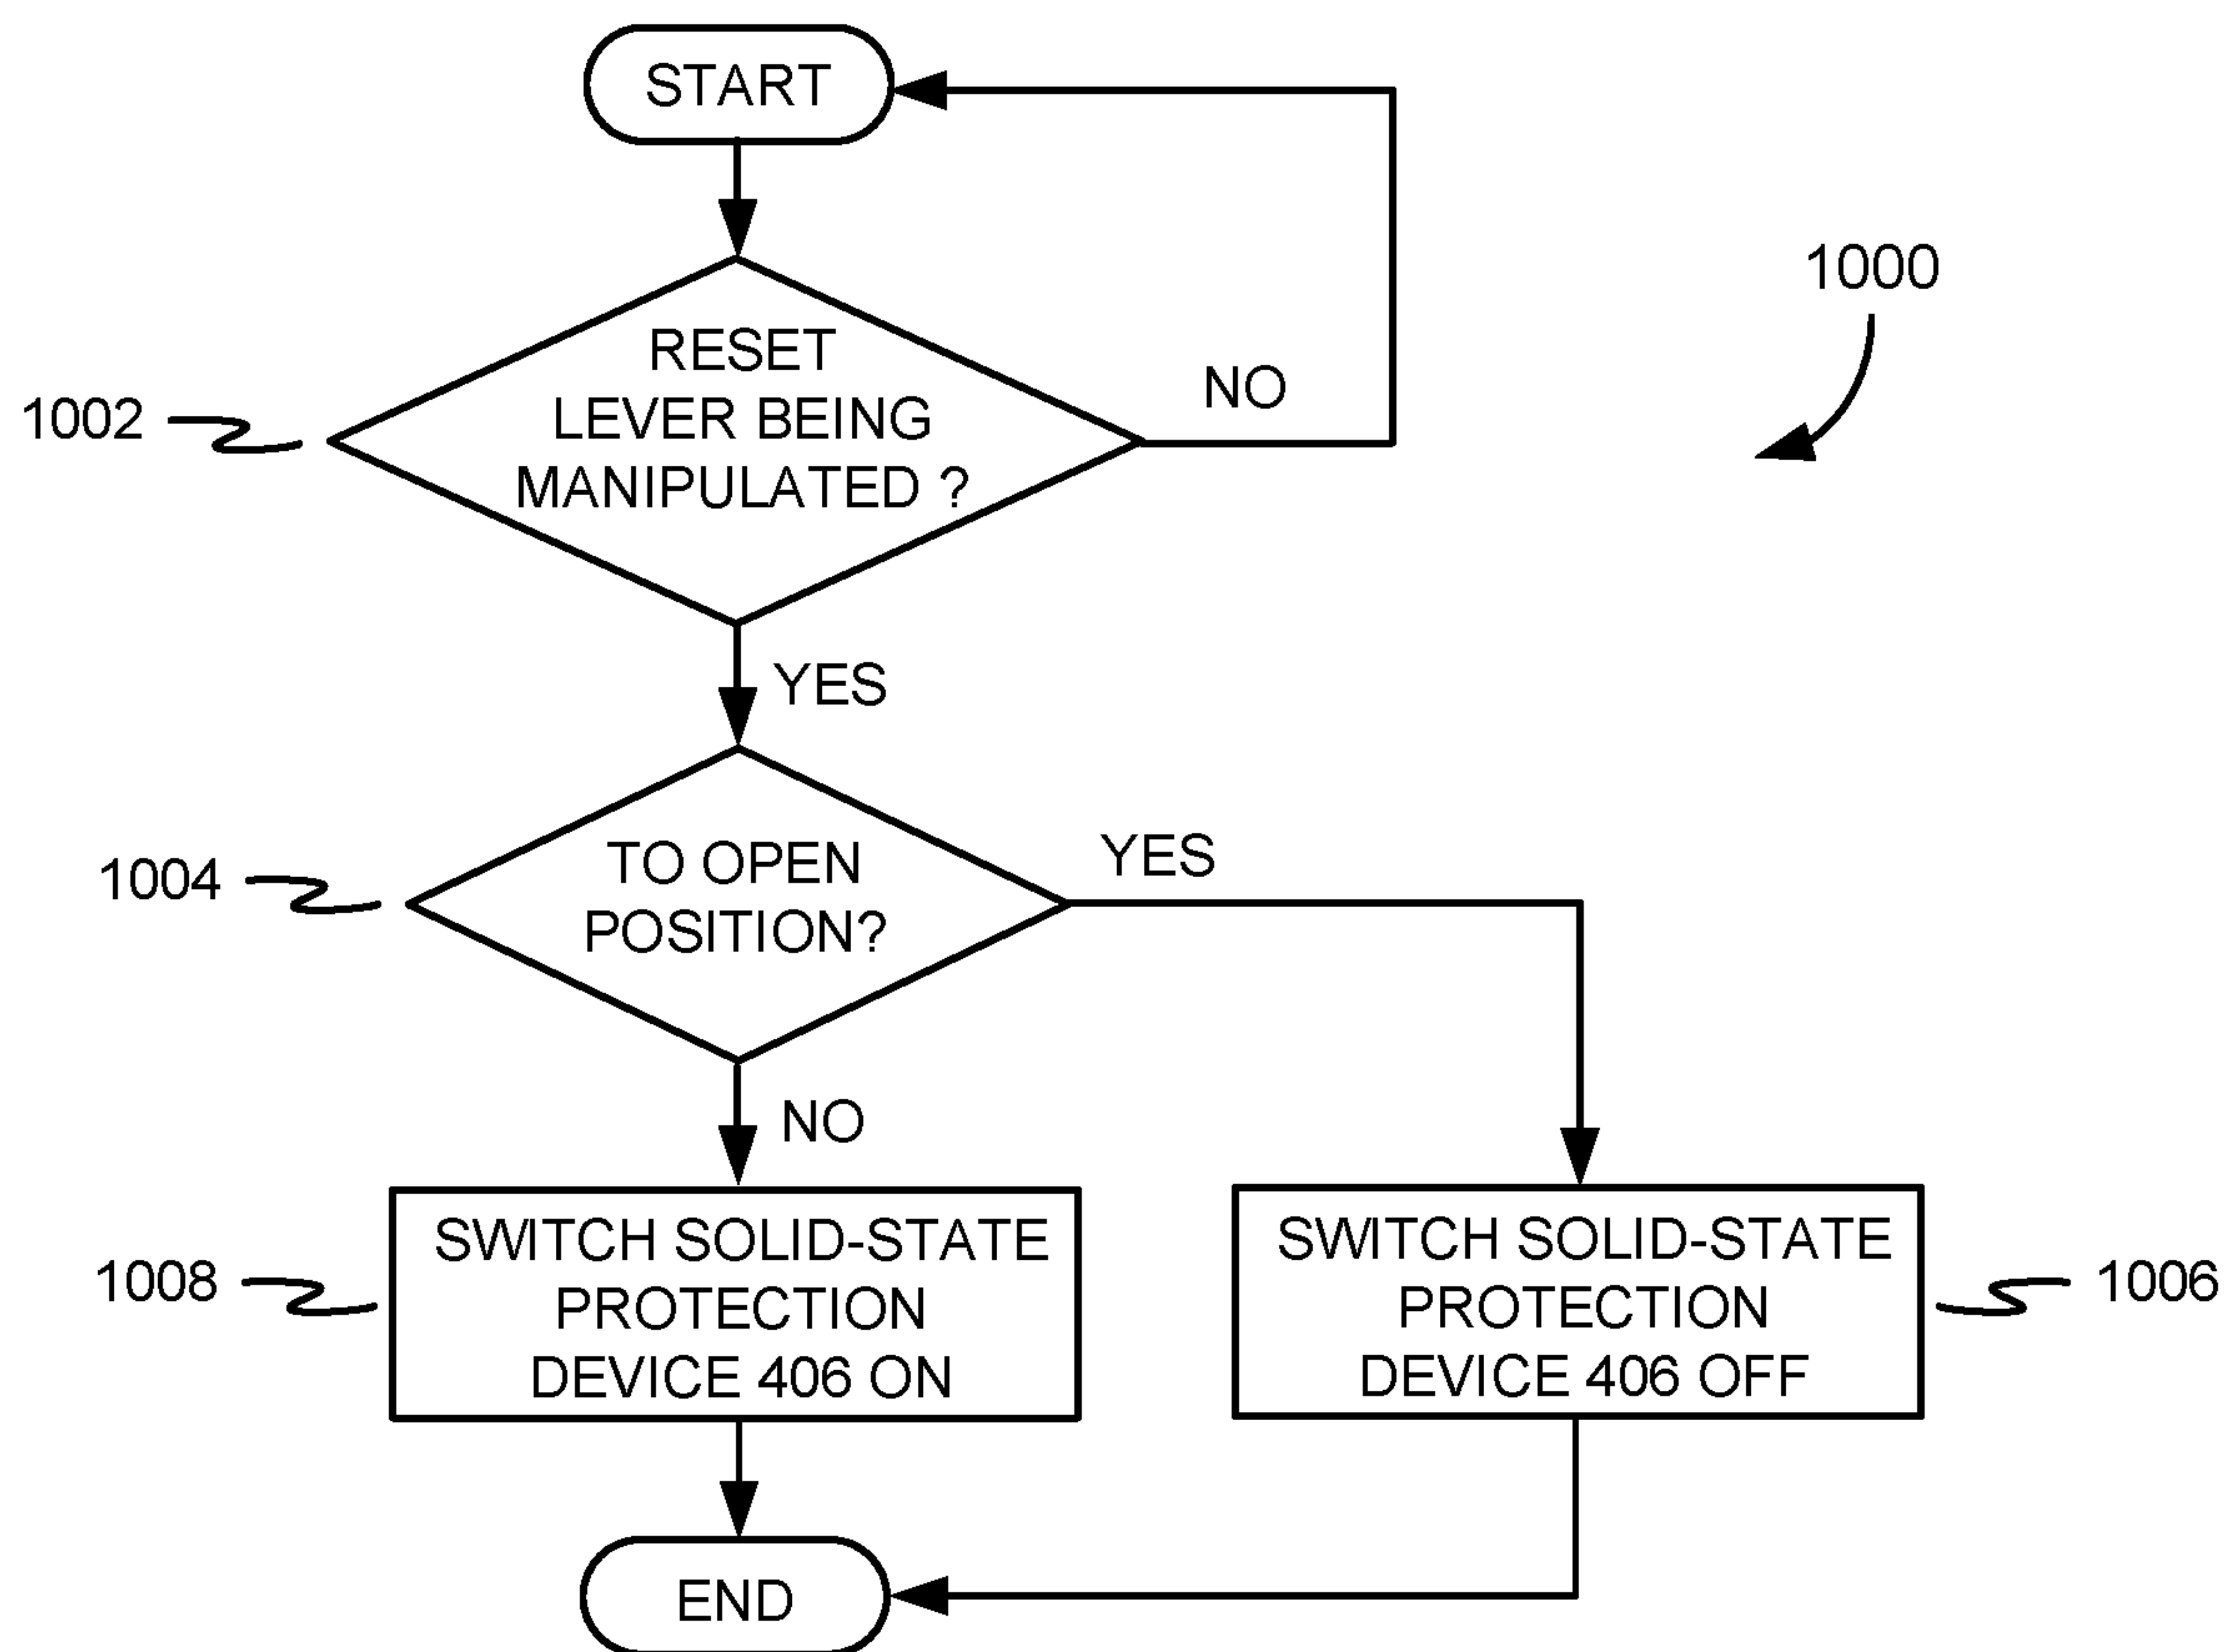 START
1000
RESET
LEVER BEING
MANIPULATED ?
NO
1002
YES
TO OPEN
POSITION?
YES
1004
NO
SWITCH SOLID-STATE
PROTECTION
DEVICE 406 ON
1008
SWITCH SOLID-STATE
PROTECTION
DEVICE 406 OFF
1006
END